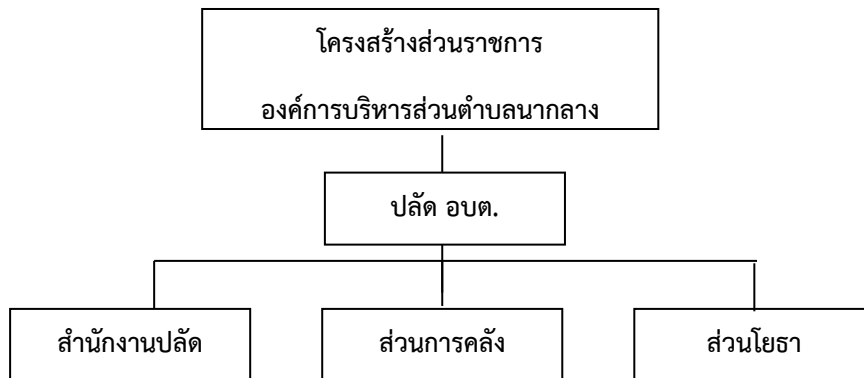 โครงสร้างส่วนราชการ
องค์การบริหารส่วนตำบลนากลาง
ปลัด อบต.
สำนักงานปลัด
ส่วนการคลัง
ส่วนโยธา